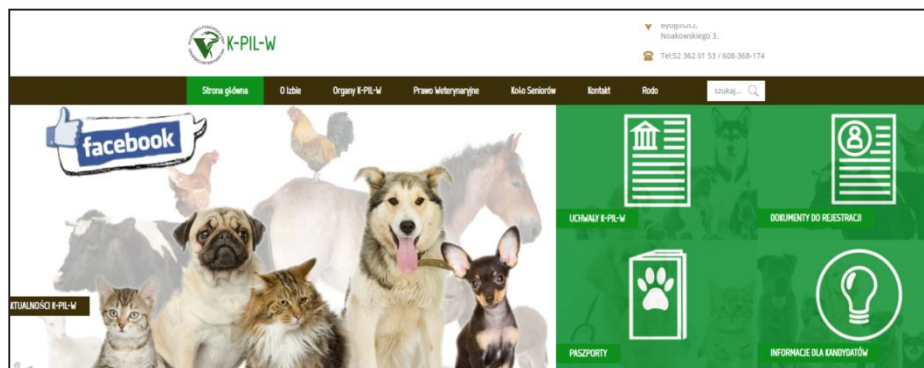 K-PIL-W
Bydgoszcz,
Noakowskiego 3.
Tel:52 362 01 53 / 608-368-174
Strona główna
O Izbie
Organy K-PIL-W
Prawo Weterynaryjne
Koło Seniorów
Kontakt
Rodo
szukaj...
facebook
UCHWAŁY K-PIL-W
DOKUMENTY DO REJESTRACJI
KTUALNOŚCI K-PIL-W
PASZPORTY
INFORMACJE DLA KANDYDATÓW